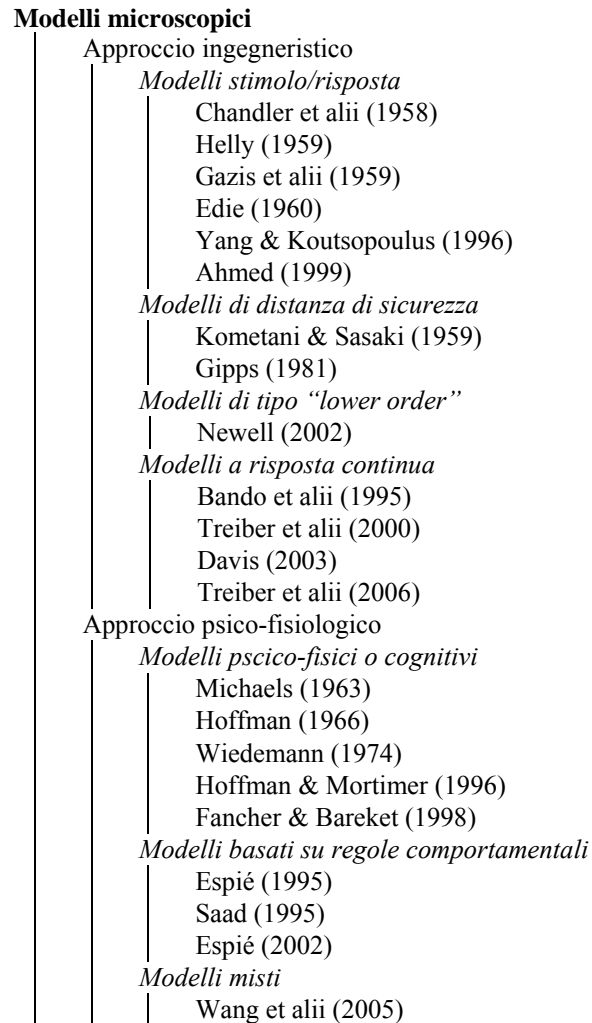 Modelli microscopici
Approccio ingegneristico
Modelli stimolo/risposta
Chandler et alii (1958)
Helly (1959)
Gazis et alii (1959)
Edie (1960)
Yang & Koutsopoulus (1996)
Ahmed (1999)
Modelli di distanza di sicurezza
Kometani & Sasaki (1959)
Gipps (1981)
Modelli di tipo “lower order”
Newell (2002)
Modelli a risposta continua
Bando et alii (1995)
Treiber et alii (2000)
Davis (2003)
Treiber et alii (2006)
Approccio psico-fisiologico
Modelli pscico-fisici o cognitivi
Michaels (1963)
Hoffman (1966)
Wiedemann (1974)
Hoffman & Mortimer (1996)
Fancher & Bareket (1998)
Modelli basati su regole comportamentali
Espié (1995)
Saad (1995)
Espié (2002)
Modelli misti
Wang et alii (2005)